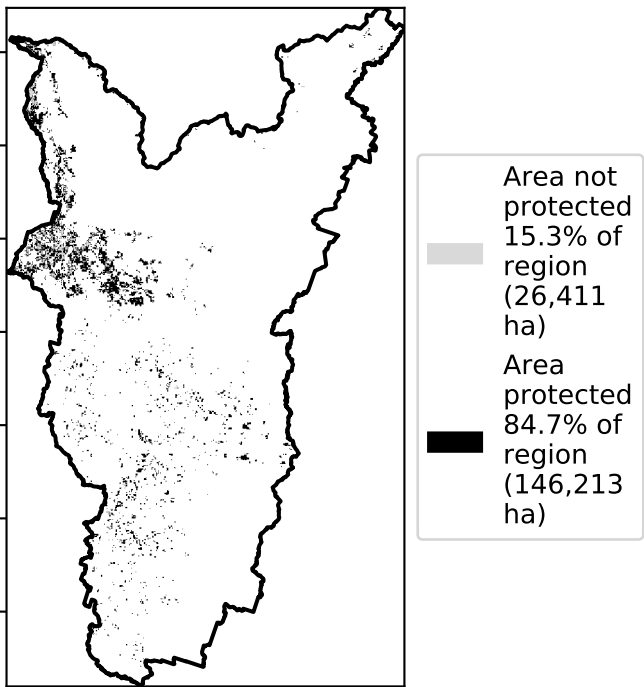 Area not
protected
15.3% of
region
(26,411
ha)
Area
protected
84.7% of
region
(146,213
ha)